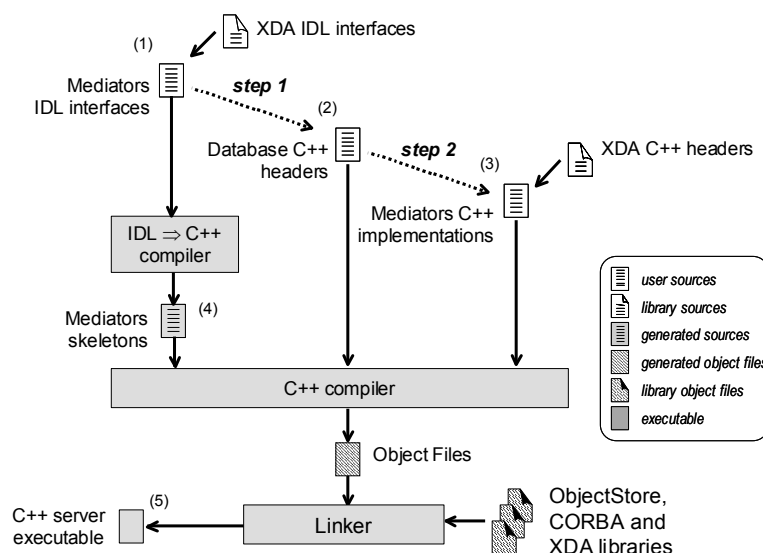 XDA IDL interfaces
(1)
Mediators
IDL interfaces
step 1
(2)
Database C++
headers
step 2
(3)
XDA C++ headers
Mediators C++
implementations
IDL ⇒ C++
compiler
Mediators
skeletons
(4)
user sources
library sources
generated sources
generated object files
library object files
executable
C++ compiler
Object Files
(5)
C++ server
executable
Linker
ObjectStore,
CORBA and
XDA libraries